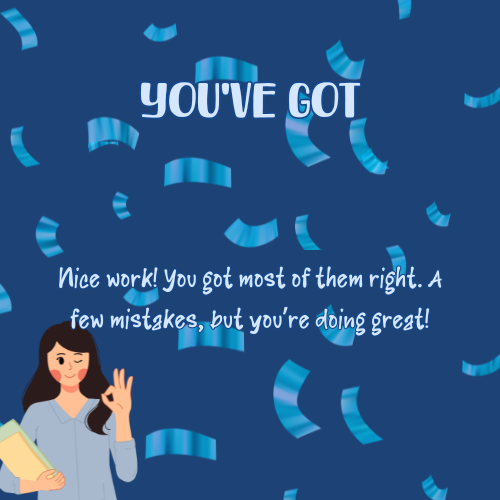 YOU'VE GOT
Nice work! You got most of them right. A
few mistakes, but you’re doing great!